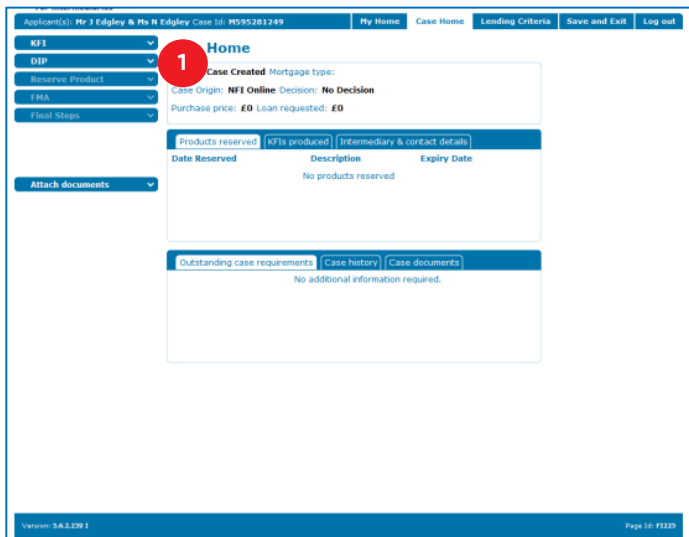 For Intermediaries
Applicant(s): Mr J Edgley & Ms N Edgley Case Id: M595281249 My Home Case Home Lending Criteria Save and Exit Log out
KFI
DIP
Reserve Product
FMA
Final Steps
Attach documents
1
Home
Case Created Mortgage type:
Case Origin: NFI Online Decision: No Decision
Purchase price: £0 Loan requested: £0
Products reserved KFIs produced Intermediary & contact details
Date Reserved Description Expiry Date
No products reserved
Outstanding case requirements Case history Case documents
No additional information required.
Version: 5.6.2.239 I Page Id: FI225